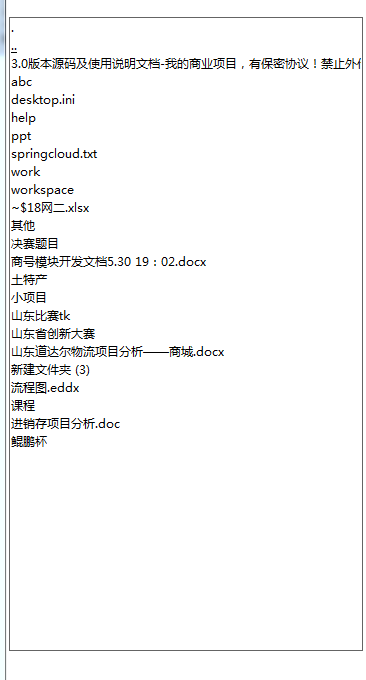 .
..
3.0版本源码及使用说明文档-我的商业项目，有保密协议！禁止外
abc
desktop.ini
help
ppt
springcloud.txt
work
workspace
~$18网二.xlsx
其他
决赛题目
商号模块开发文档5.30 19：02.docx
土特产
小项目
山东比赛tk
山东省创新大赛
山东道达尔物流项目分析——商城.docx
新建文件夹 (3)
流程图.eddx
课程
进销存项目分析.doc
鲲鹏杯